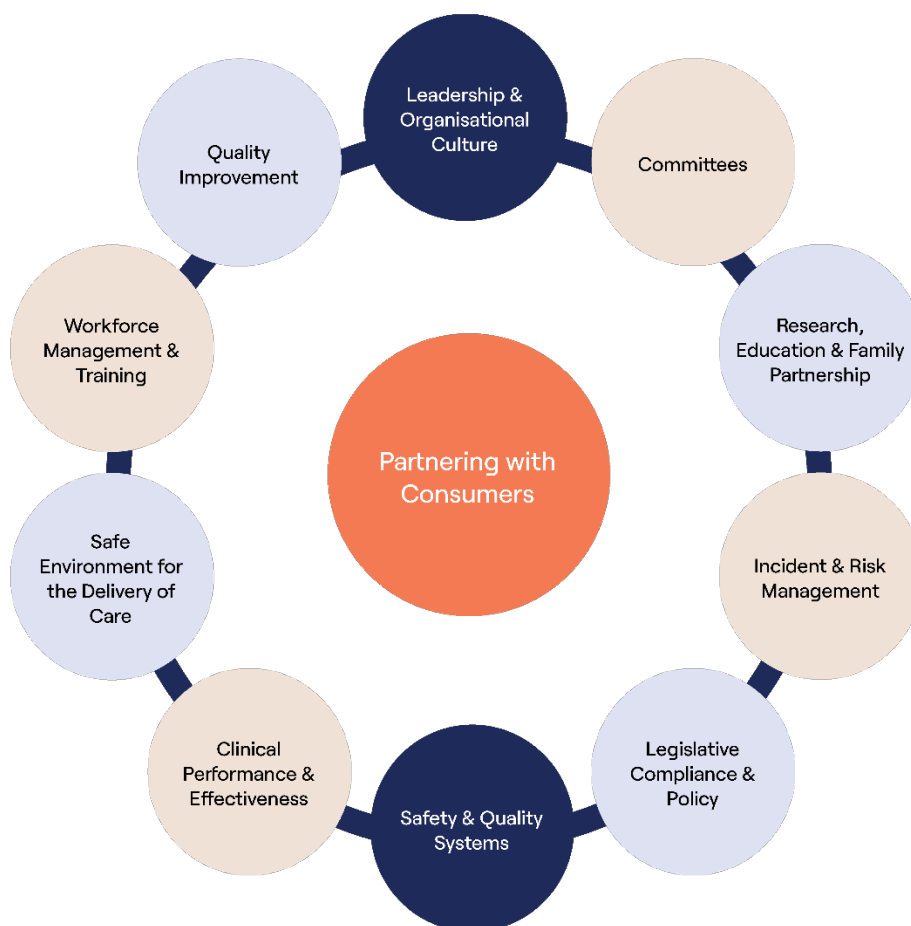 Leadership &
Organisational
Culture
Committees
Research,
Education & Family
Partnership
Incident & Risk
Management
Legislative
Compliance &
Policy
Safety & Quality
Systems
Clinical
Performance &
Effectiveness
Safe
Environment for
the Delivery of
Care
Workforce
Management &
Training
Quality
Improvement
Partnering with
Consumers